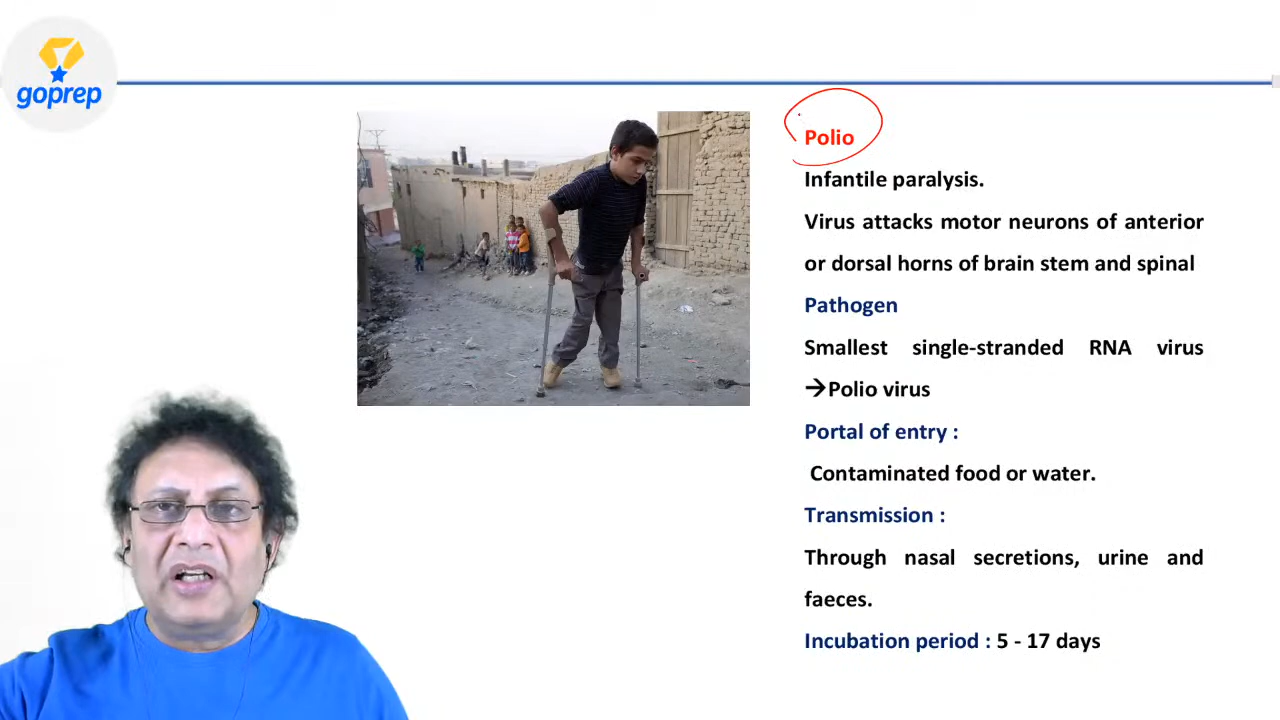 goprep
Polio
Infantile paralysis.
Virus attacks motor neurons of anterior
or dorsal horns of brain stem and spinal
Pathogen
Smallest single-stranded RNA virus
→Polio virus
Portal of entry :
Contaminated food or water.
Transmission :
Through nasal secretions, urine and
faeces.
Incubation period : 5 - 17 days